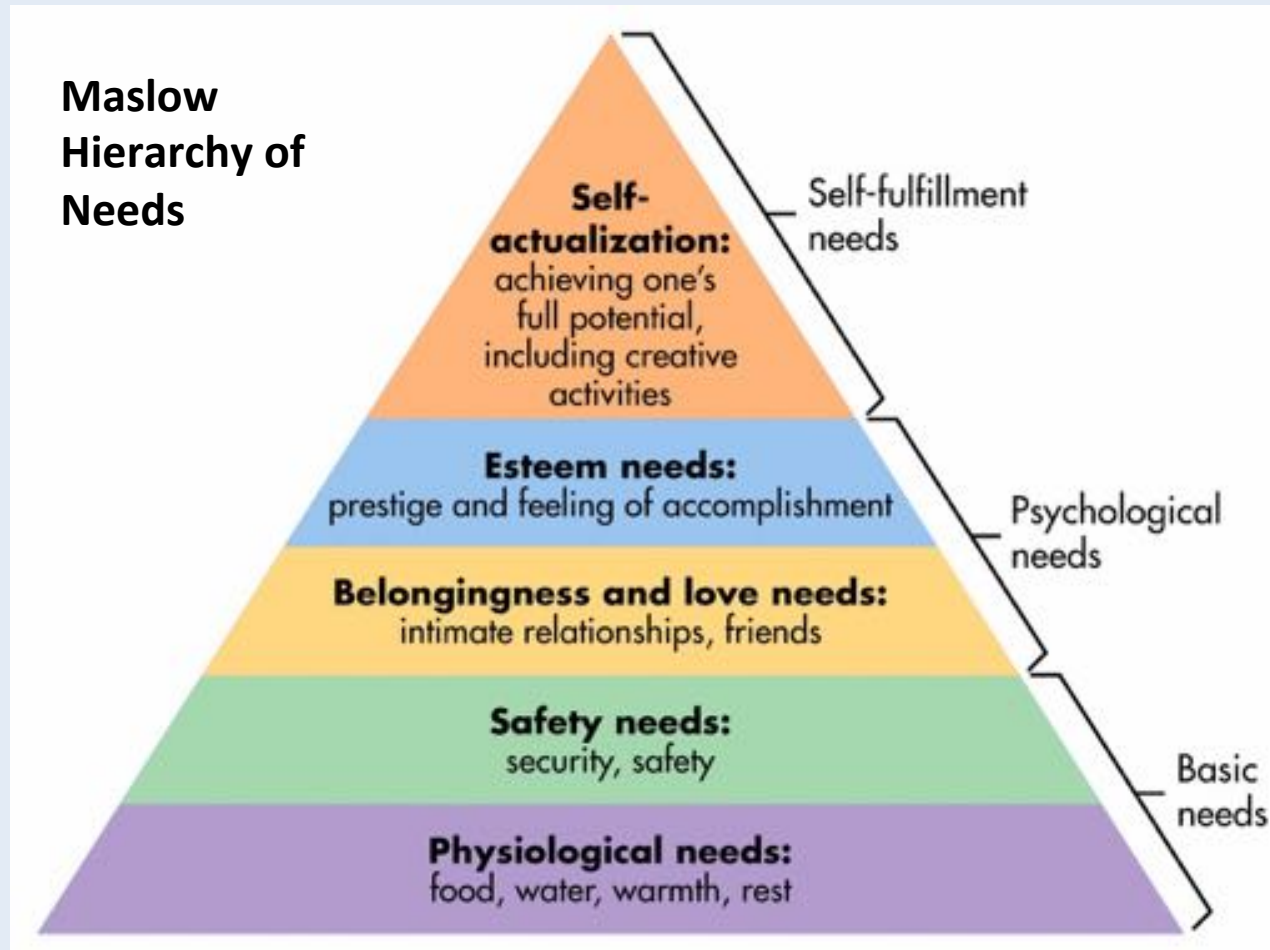 Maslow
Hierarchy of
Needs
Self-
actualization:
achieving one's
full potential,
including creative
activities
Self-fulfillment
needs
Esteem needs:
prestige and feeling of accomplishment
Psychological
needs
Belongingness and love needs:
intimate relationships, friends
Safety needs:
security, safety
Basic
needs
Physiological needs:
food, water, warmth, rest